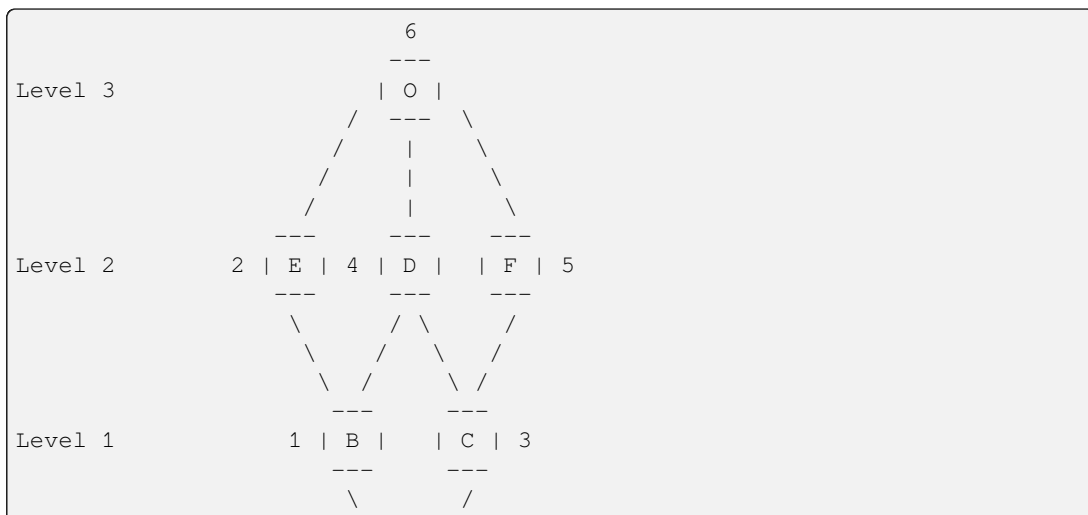 6
                         ---
Level 3                 | O |
                      /  ---  \
                     /    |    \
                    /     |     \
                   /      |      \
                 ---     ---    ---
Level 2       2 | E | 4 | D |  | F | 5
                 ---     ---    ---
                  \      / \     /
                   \    /   \   /
                    \  /     \ /
                     ---     ---
Level 1           1 | B |   | C | 3
                     ---     ---
                      \       /